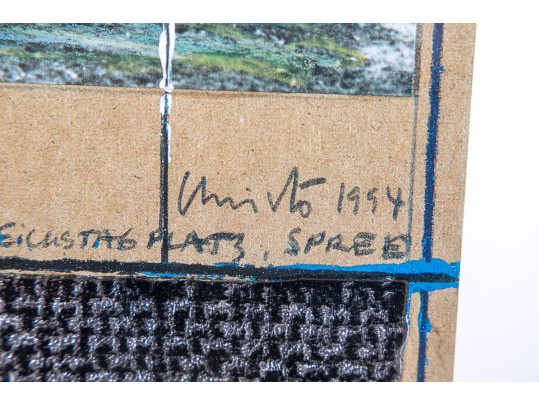 Christo 1994
EICHSTAG PLATZ, SPREE